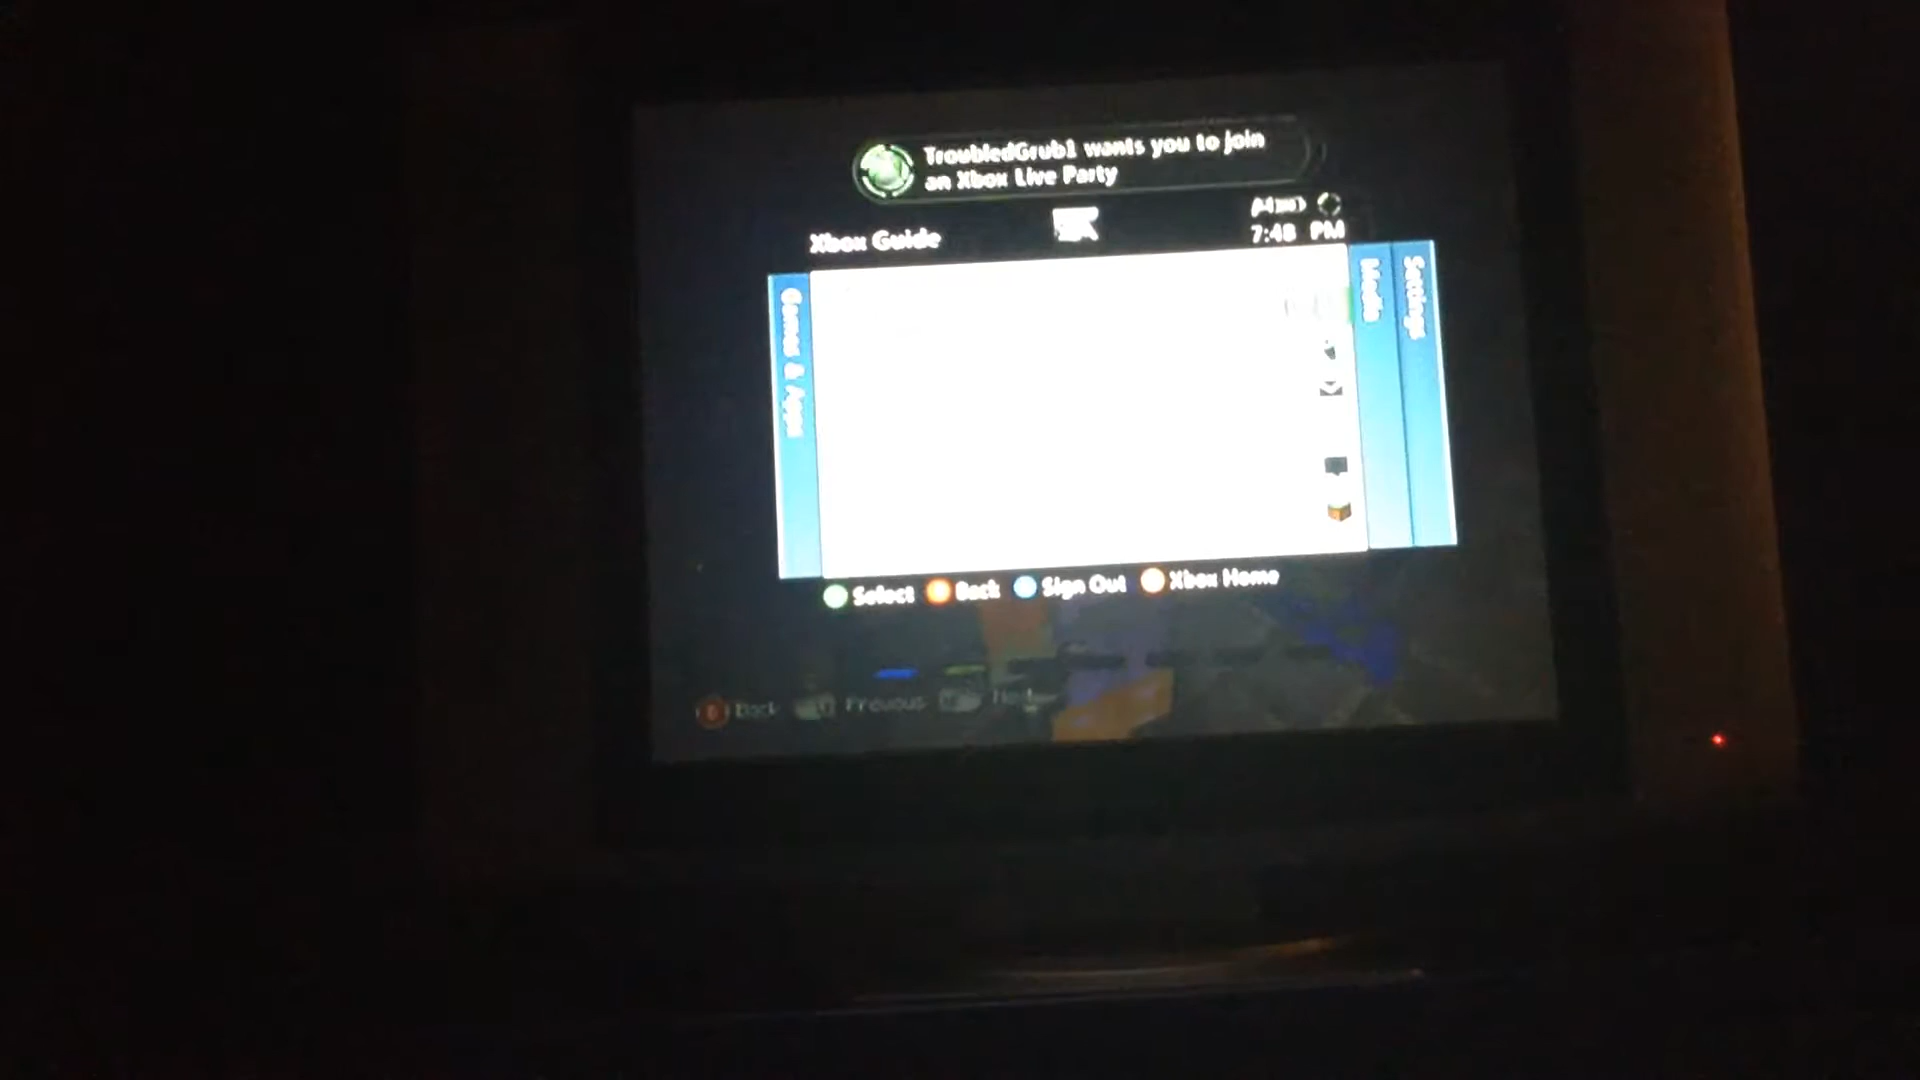 TroubledGrub1 wants you to join
an Xbox Live Party
Xbox Guide
7:48 PM
Games & Apps
Media
Settings
Select
Back
Sign Out
Xbox Home
Back
Previous